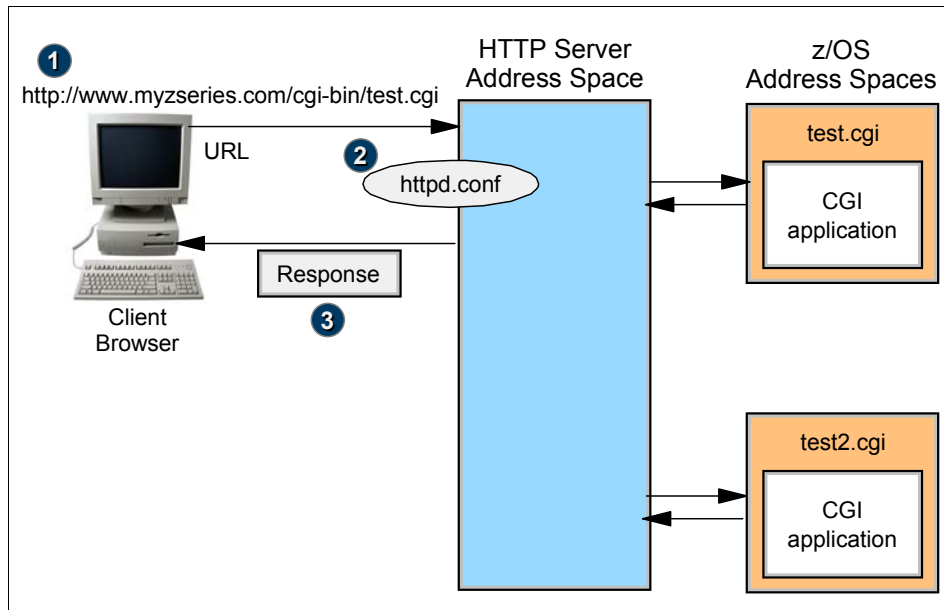 1
http://www.myzseries.com/cgi-bin/test.cgi
URL
2
httpd.conf
Response
3
Client
Browser
HTTP Server
Address Space
z/OS
Address Spaces
test.cgi
CGI
application
test2.cgi
CGI
application